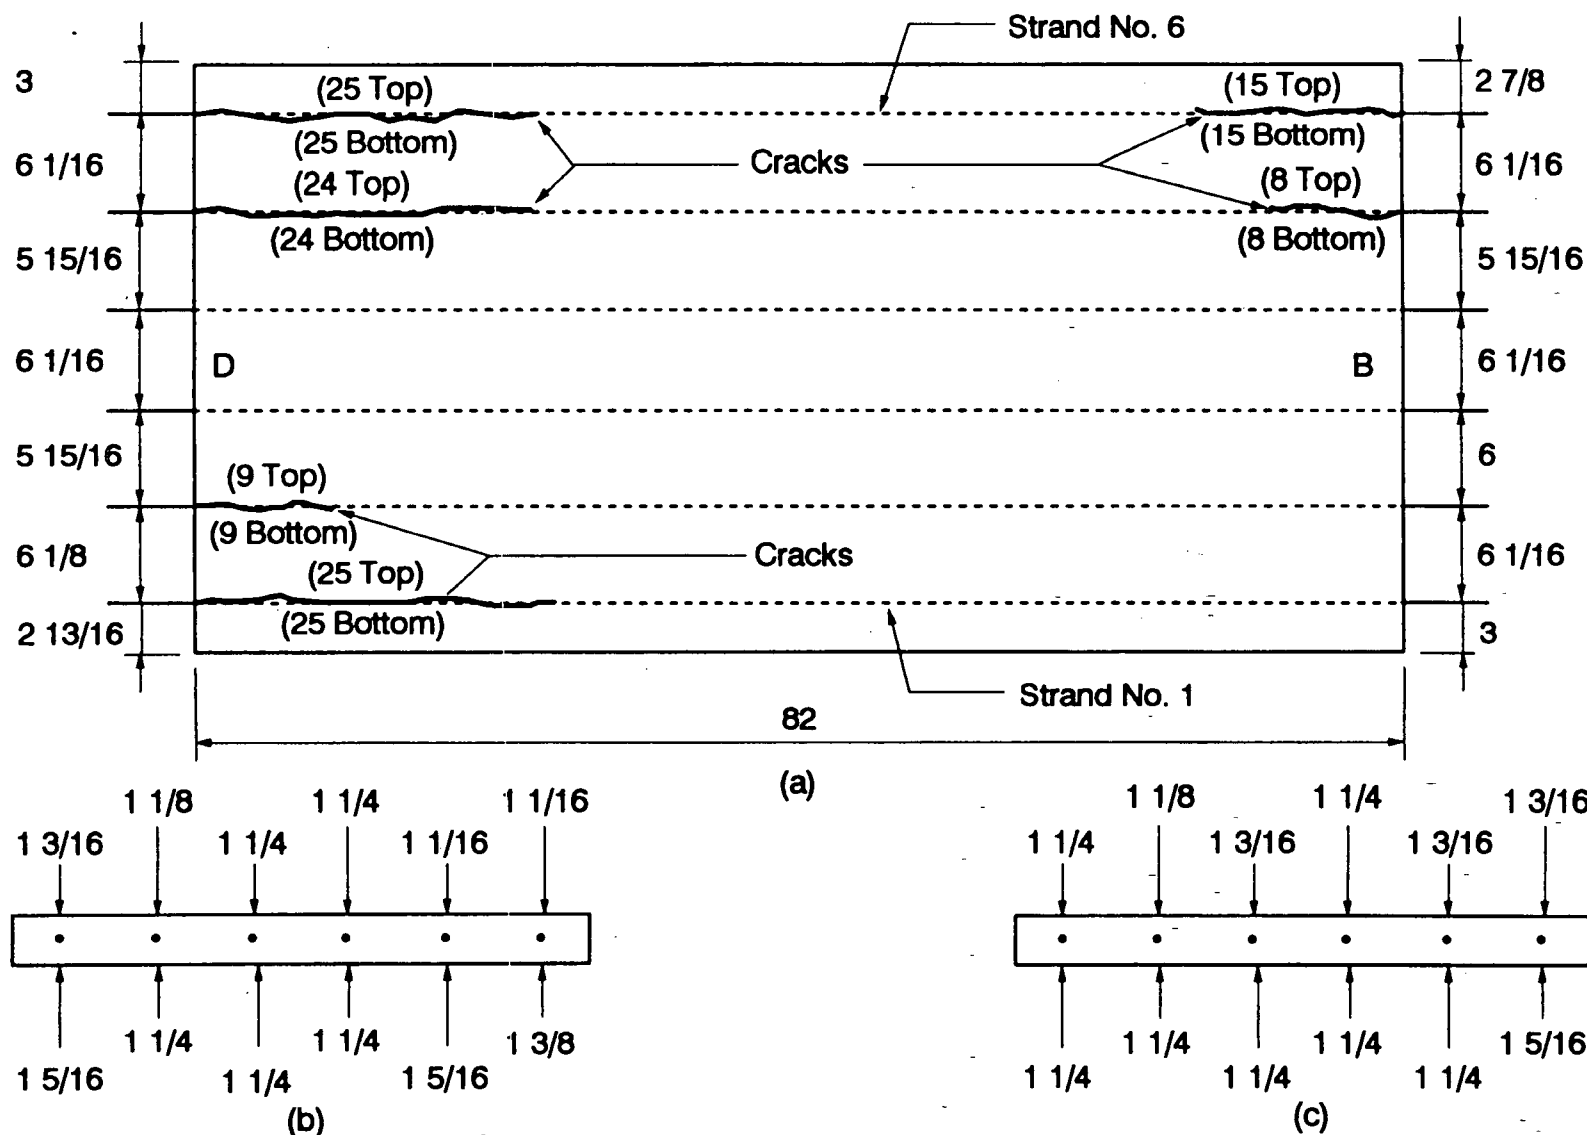 Strand No. 6
3
(25 Top)
(15 Top)
2 7/8
(25 Bottom)
(15 Bottom)
6 1/16
Cracks
6 1/16
(24 Top)
(8 Top)
(24 Bottom)
(8 Bottom)
5 15/16
5 15/16
6 1/16
D
B
6 1/16
5 15/16
6
(9 Top)
(9 Bottom)
6 1/8
Cracks
6 1/16
(25 Top)
(25 Bottom)
2 13/16
3
Strand No. 1
82
(a)
1 1/8
1 1/4
1 1/16
1 3/16
1 1/4
1 1/16
1 1/4
1 1/4
1 3/8
1 5/16
1 1/4
1 5/16
(b)
1 1/8
1 1/4
1 3/16
1 1/4
1 3/16
1 3/16
1 1/4
1 1/4
1 5/16
1 1/4
1 1/4
1 1/4
(c)